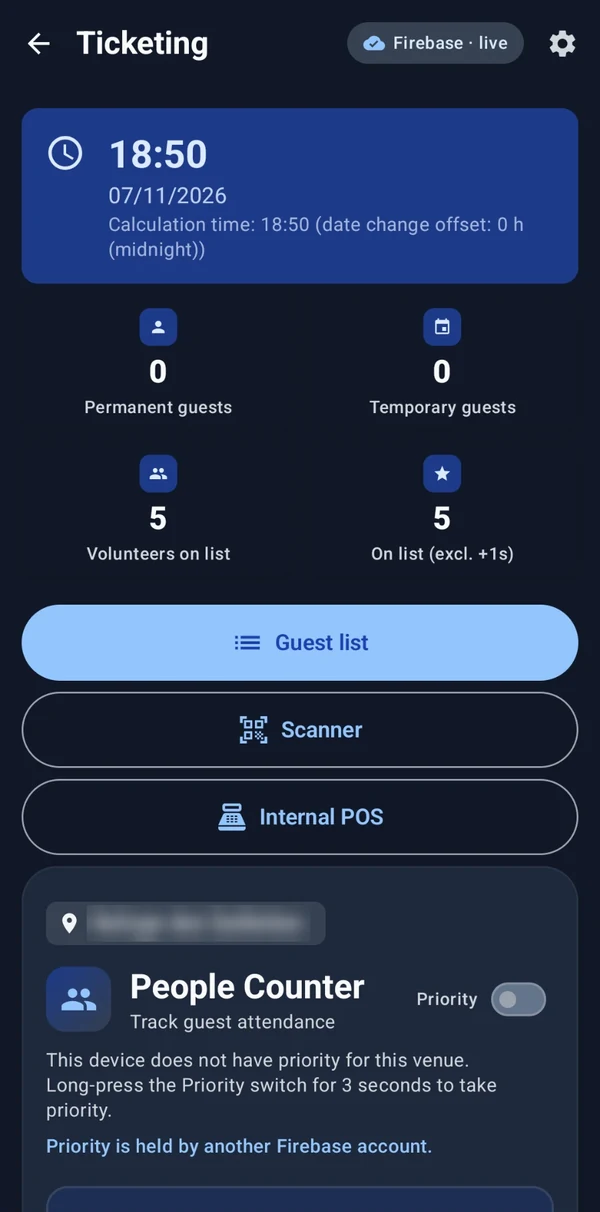 Ticketing
Firebase · live
18:50
07/11/2026
Calculation time: 18:50 (date change offset: 0 h
(midnight))
0
Permanent guests
0
Temporary guests
5
Volunteers on list
5
On list (excl. +1s)
Guest list
Scanner
Internal POS
People Counter
Track guest attendance
Priority
This device does not have priority for this venue.
Long-press the Priority switch for 3 seconds to take
priority.
Priority is held by another Firebase account.